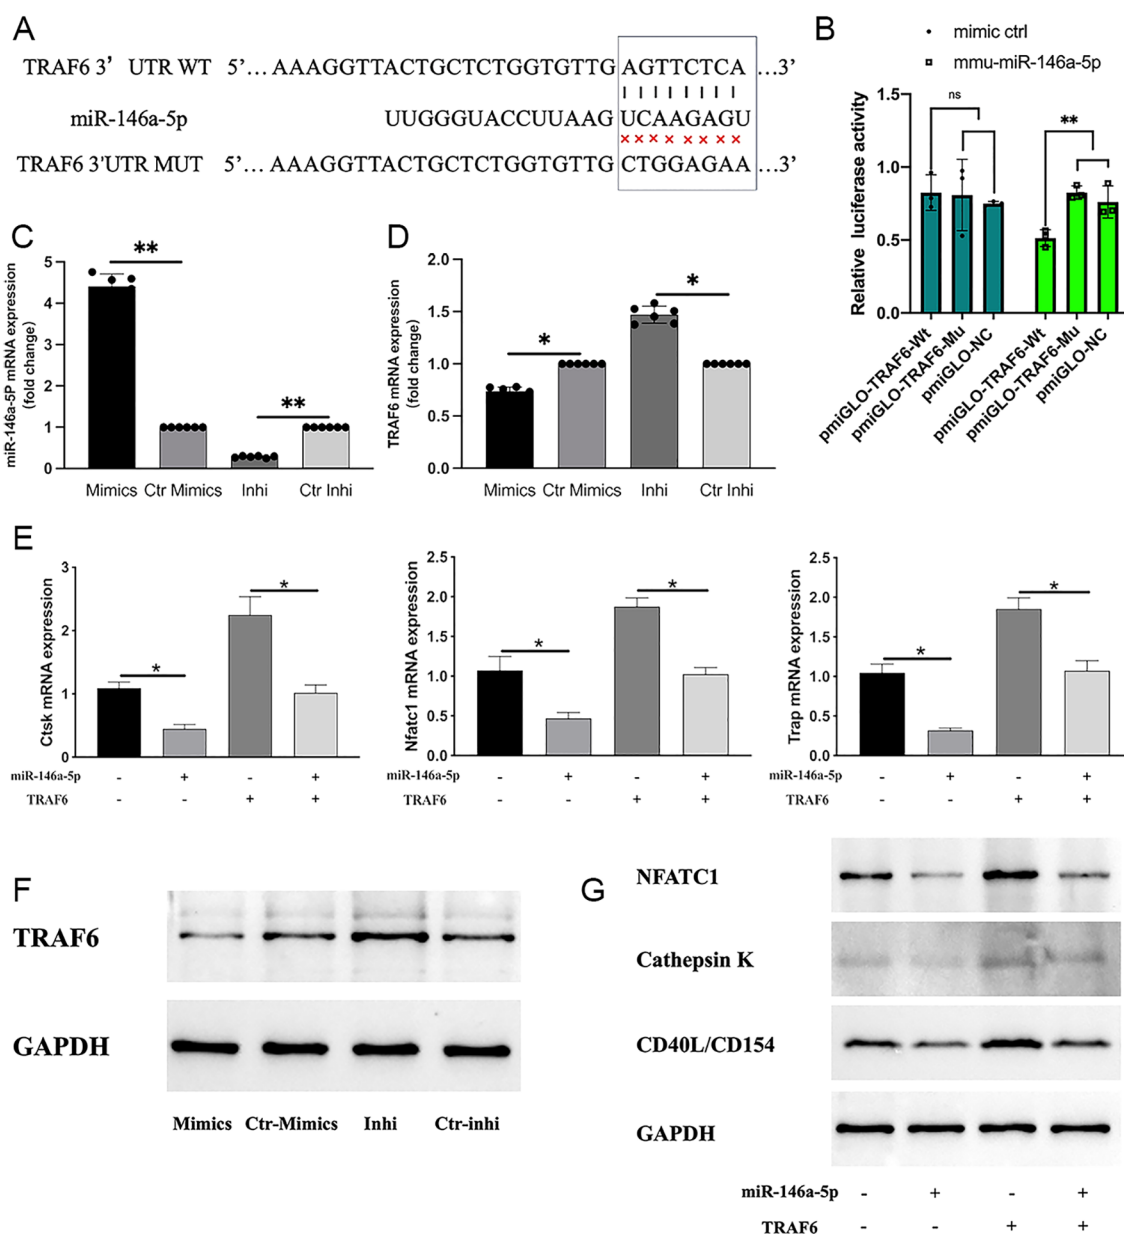 A
TRAF6 3' UTR WT 5’... AAAGGTTACTGCTCTGGTGTTG AGTTCTCA ...3’
miR-146a-5p UUGGGUACCUUAAG UCAAGAGU
× × × × × × × ×
TRAF6 3'UTR MUT 5’... AAAGGTTACTGCTCTGGTGTTG CTGGAGAA ...3’
B
mimic ctrl
mmu-miR-146a-5p
Relative luciferase activity
1.5
1.0
0.5
0.0
ns
**
pmiGLO-TRAF6-Wt
pmiGLO-TRAF6-Mu
pmiGLO-NC
pmiGLO-TRAF6-Wt
pmiGLO-TRAF6-Mu
pmiGLO-NC
C
miR-146a-5P mRNA expression
(fold change)
5
4
3
2
1
0
**
**
Mimics Ctr Mimics Inhi Ctr Inhi
D
TRAF6 mRNA expression
(fold change)
2.0
1.5
1.0
0.5
0.0
*
*
Mimics Ctr Mimics Inhi Ctr Inhi
E
Ctsk mRNA expression
3
2
1
0
*
*
miR-146a-5p - + - +
TRAF6 - - + +
Nfatc1 mRNA expression
2.5
2.0
1.5
1.0
0.5
0.0
*
*
miR-146a-5p - + - +
TRAF6 - - + +
Trap mRNA expression
2.5
2.0
1.5
1.0
0.5
0.0
*
*
miR-146a-5p - + - +
TRAF6 - - + +
F
TRAF6
GAPDH
Mimics Ctr-Mimics Inhi Ctr-inhi
G
NFATC1
Cathepsin K
CD40L/CD154
GAPDH
miR-146a-5p - + - +
TRAF6 - - + +